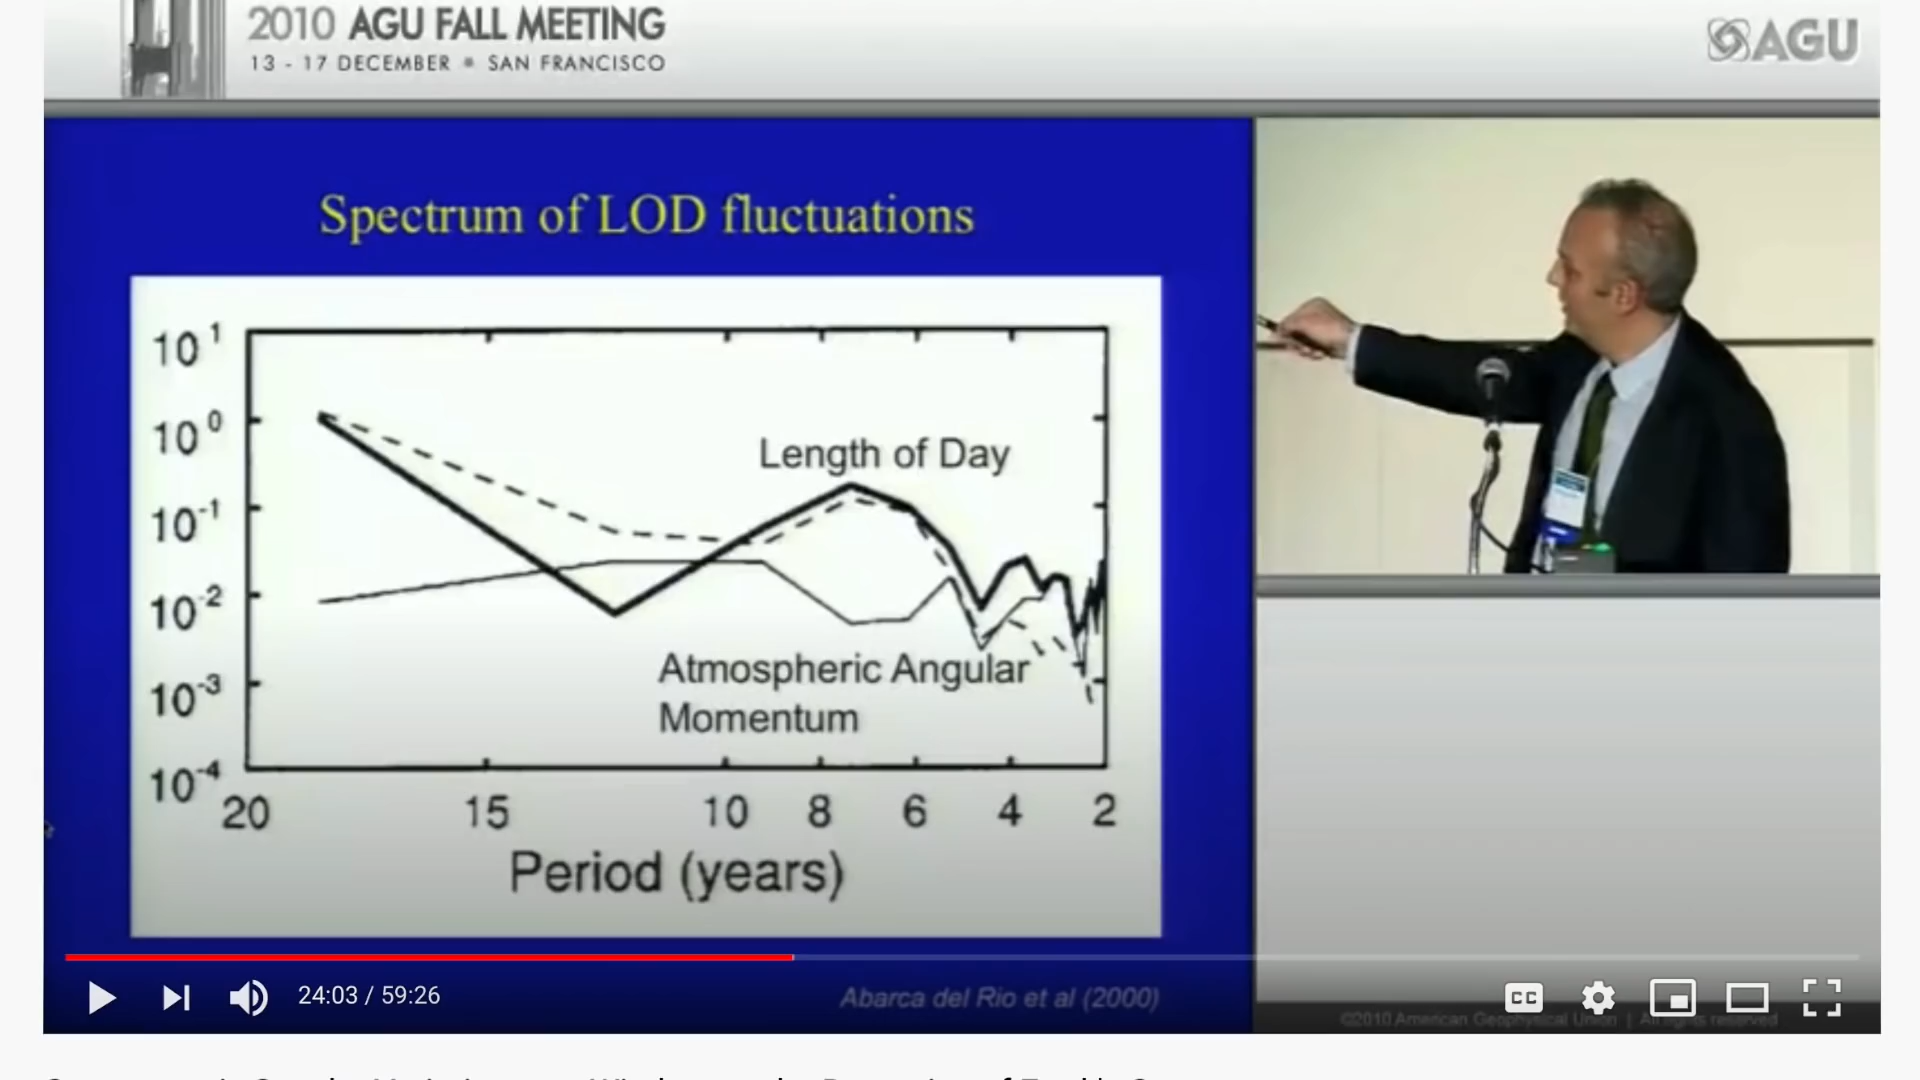 2010 AGU FALL MEETING
13 - 17 DECEMBER • SAN FRANCISCO
AGU
Spectrum of LOD fluctuations
10¹
10⁰
10⁻¹
10⁻²
10⁻³
10⁻⁴
Length of Day
Atmospheric Angular
Momentum
20 15 10 8 6 4 2
Period (years)
24:03 / 59:26
Abarca del Rio et al (2000)
CC
©2010 American Geophysical Union | All rights reserved